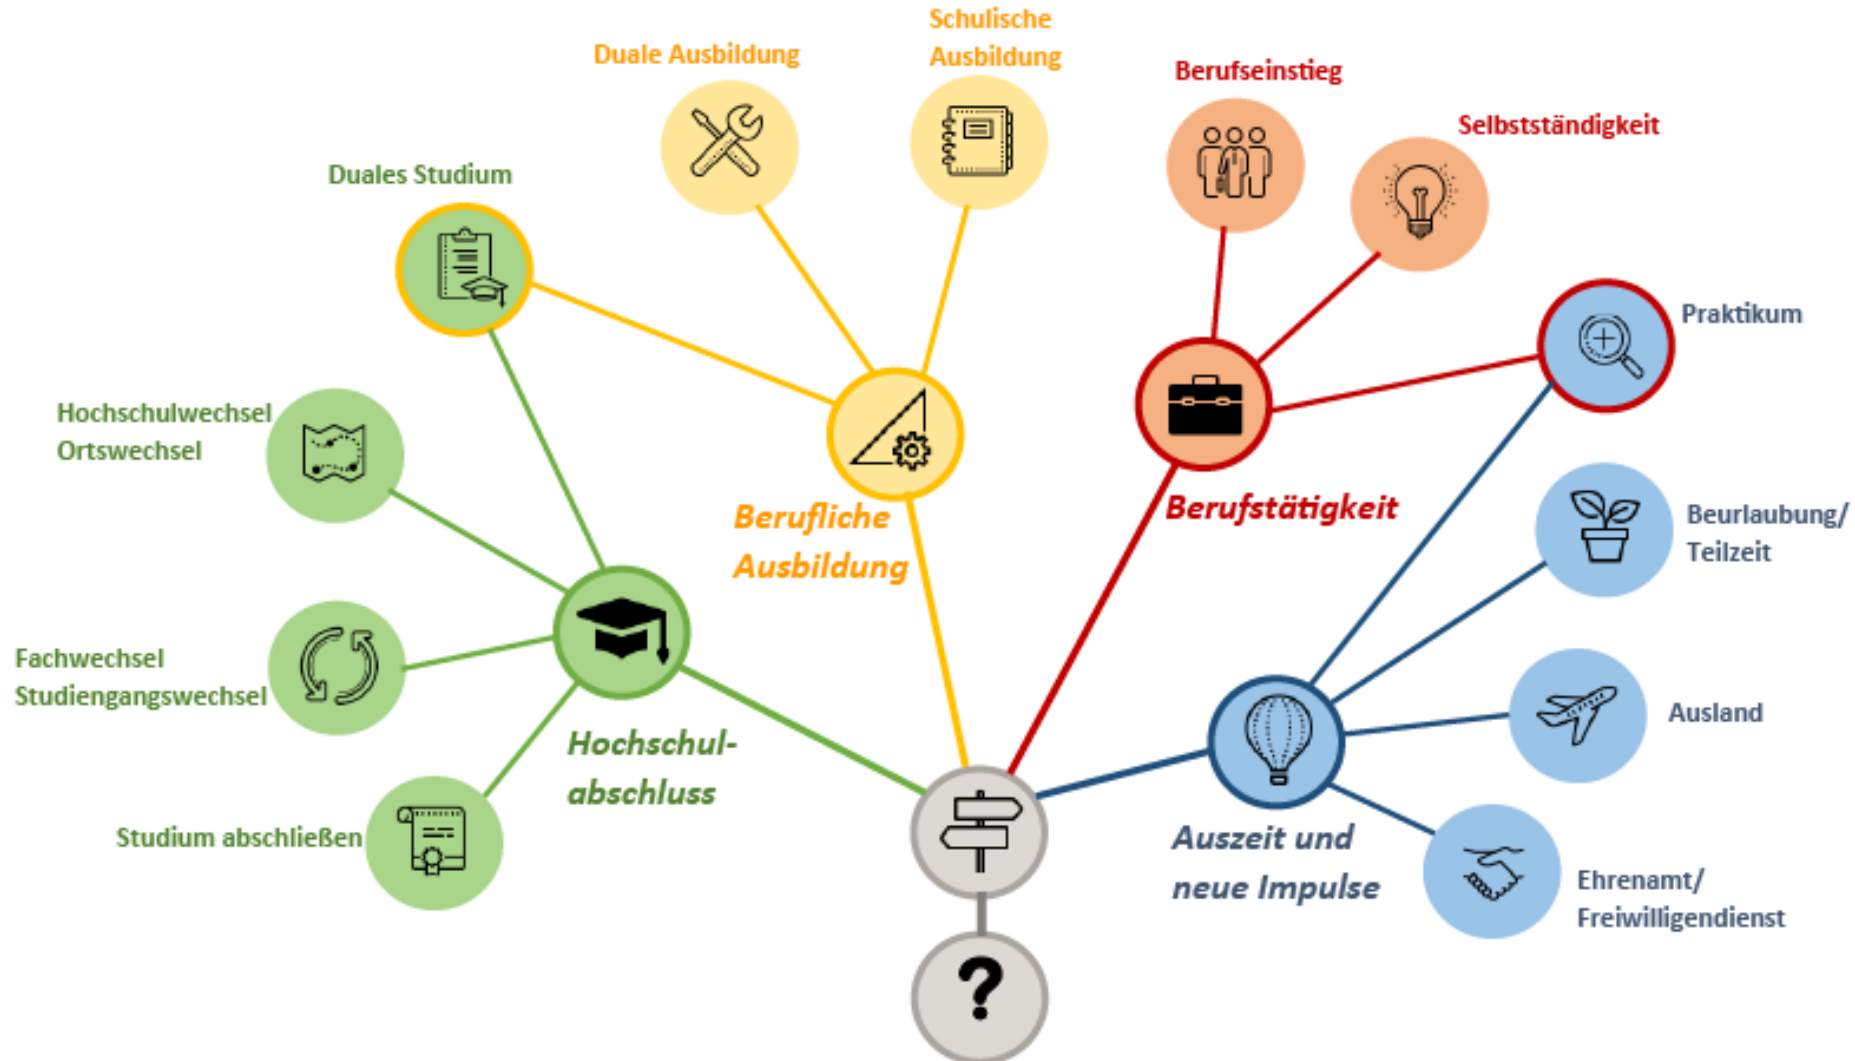 Schulische
Ausbildung
Duale Ausbildung
Berufseinstieg
Selbstständigkeit
Duales Studium
Praktikum
Hochschulwechsel
Ortswechsel
Berufliche
Ausbildung
Berufstätigkeit
Beurlaubung/
Teilzeit
Fachwechsel
Studiengangswechsel
Ausland
Hochschul-
abschluss
Studium abschließen
Auszeit und
neue Impulse
Ehrenamt/
Freiwilligendienst
?